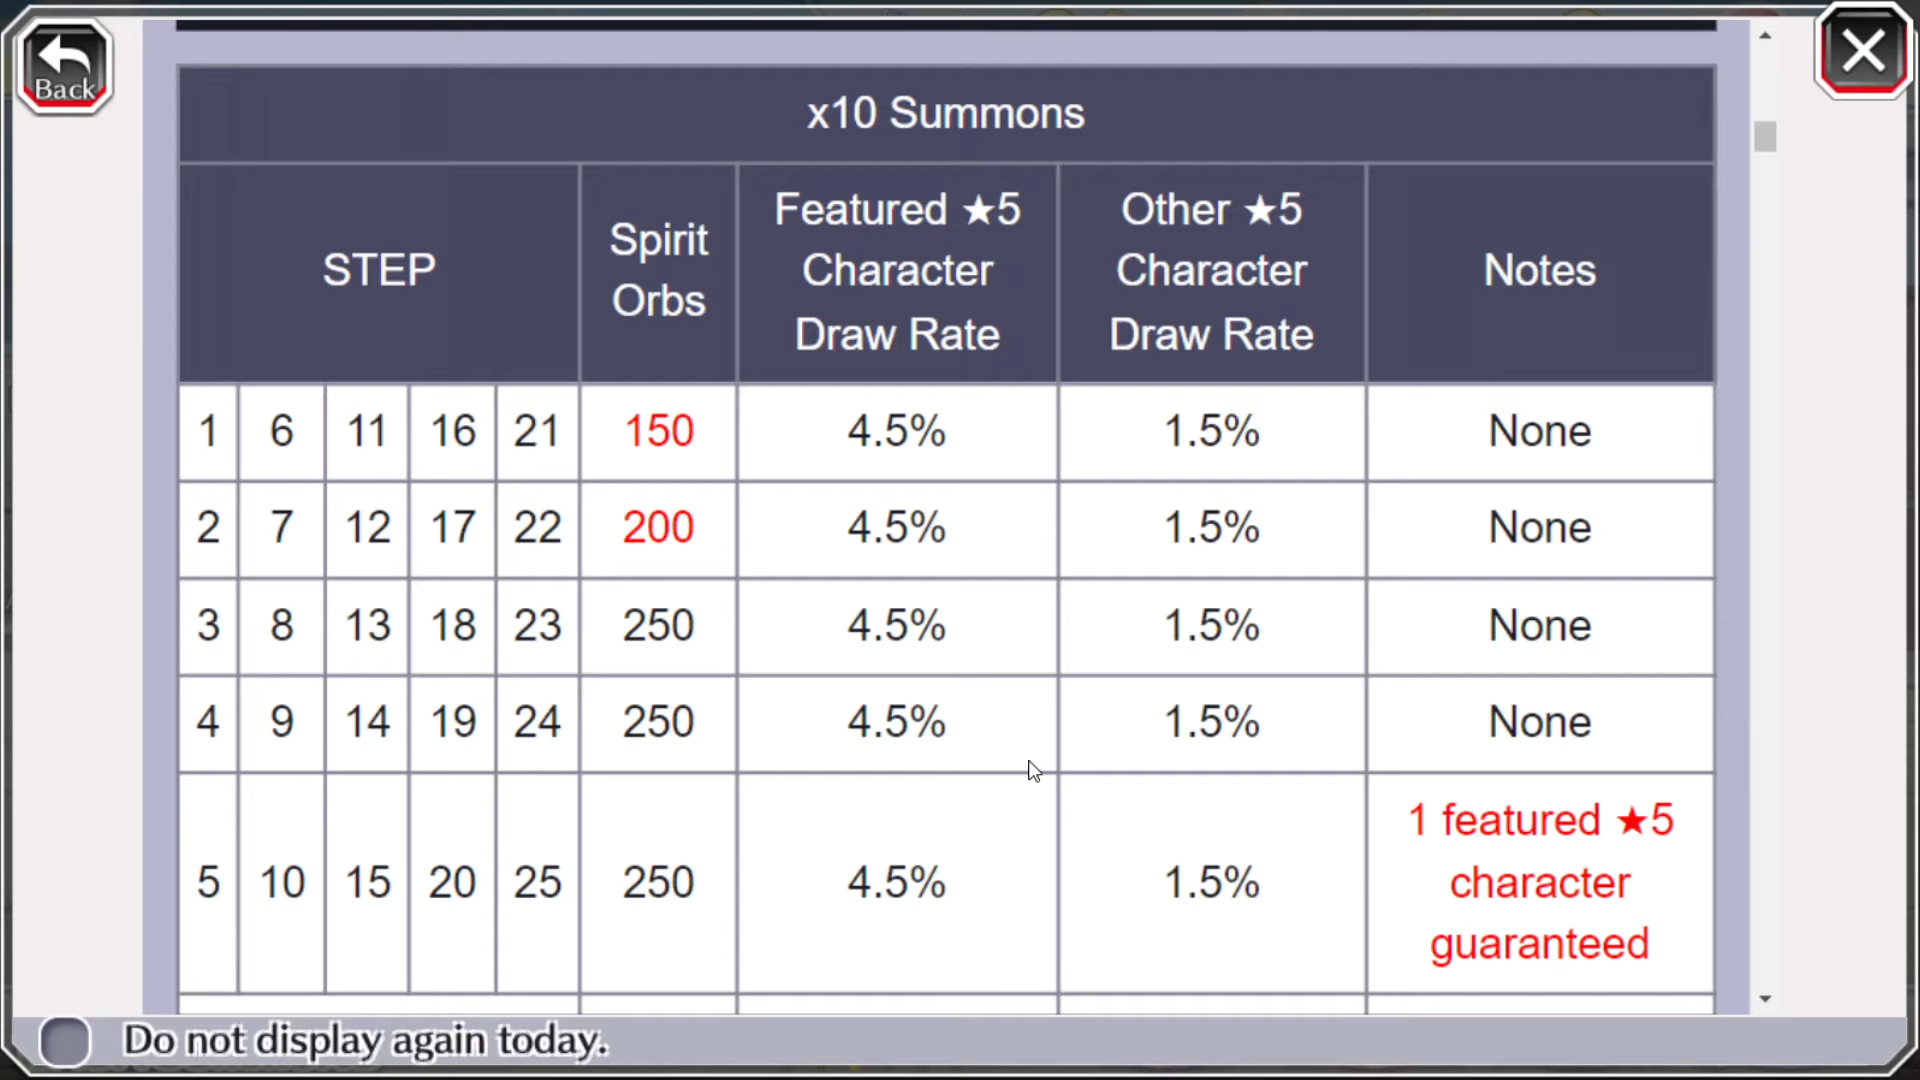 Back
x10 Summons
STEP
Spirit
Orbs
Featured ★5
Character
Draw Rate
Other ★5
Character
Draw Rate
Notes
1 6 11 16 21 150 4.5% 1.5% None
2 7 12 17 22 200 4.5% 1.5% None
3 8 13 18 23 250 4.5% 1.5% None
4 9 14 19 24 250 4.5% 1.5% None
5 10 15 20 25 250 4.5% 1.5% 1 featured ★5
character
guaranteed
Do not display again today.